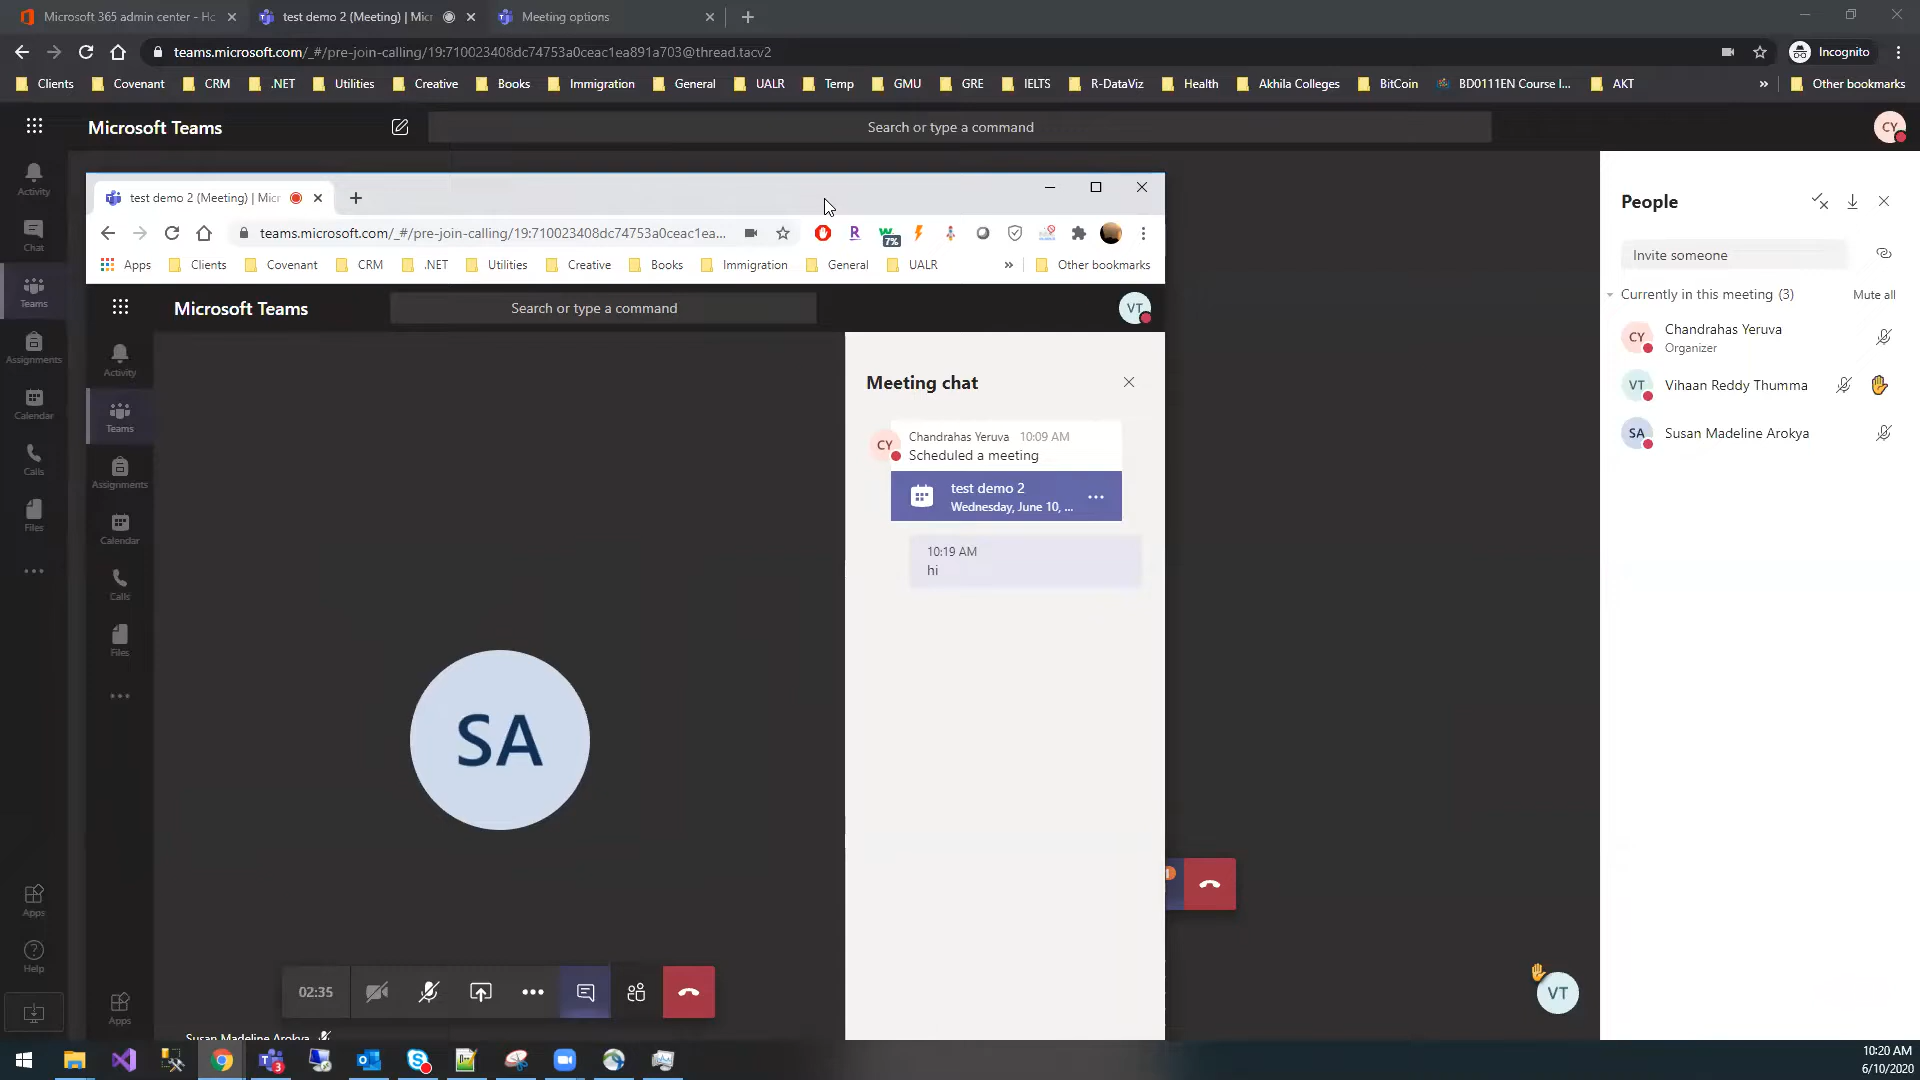 Microsoft 365 admin center - Hc
test demo 2 (Meeting) | Micr
Meeting options
teams.microsoft.com/_#/pre-join-calling/19:710023408dc74753a0ceac1ea891a703@thread.tacv2
Incognito
Clients
Covenant
CRM
.NET
Utilities
Creative
Books
Immigration
General
UALR
Temp
GMU
GRE
IELTS
R-DataViz
Health
Akhila Colleges
BitCoin
BD0111EN Course I...
AKT
»
Other bookmarks
Microsoft Teams
Search or type a command
CY
Activity
Chat
Teams
Assignments
Calendar
Calls
Files
Apps
Help
test demo 2 (Meeting) | Micr
teams.microsoft.com/_#/pre-join-calling/19:710023408dc74753a0ceac1ea...
7%
Apps
Clients
Covenant
CRM
.NET
Utilities
Creative
Books
Immigration
General
UALR
»
Other bookmarks
Microsoft Teams
Search or type a command
VT
Activity
Teams
Assignments
Calendar
Calls
Files
Apps
Meeting chat
CY
Chandrahas Yeruva 10:09 AM
Scheduled a meeting
test demo 2
Wednesday, June 10, ...
10:19 AM
hi
SA
02:35
Susan Madeline Arokya
People
Invite someone
Currently in this meeting (3)
Mute all
CY
Chandrahas Yeruva
Organizer
VT
Vihaan Reddy Thumma
SA
Susan Madeline Arokya
VT
3
10:20 AM
6/10/2020